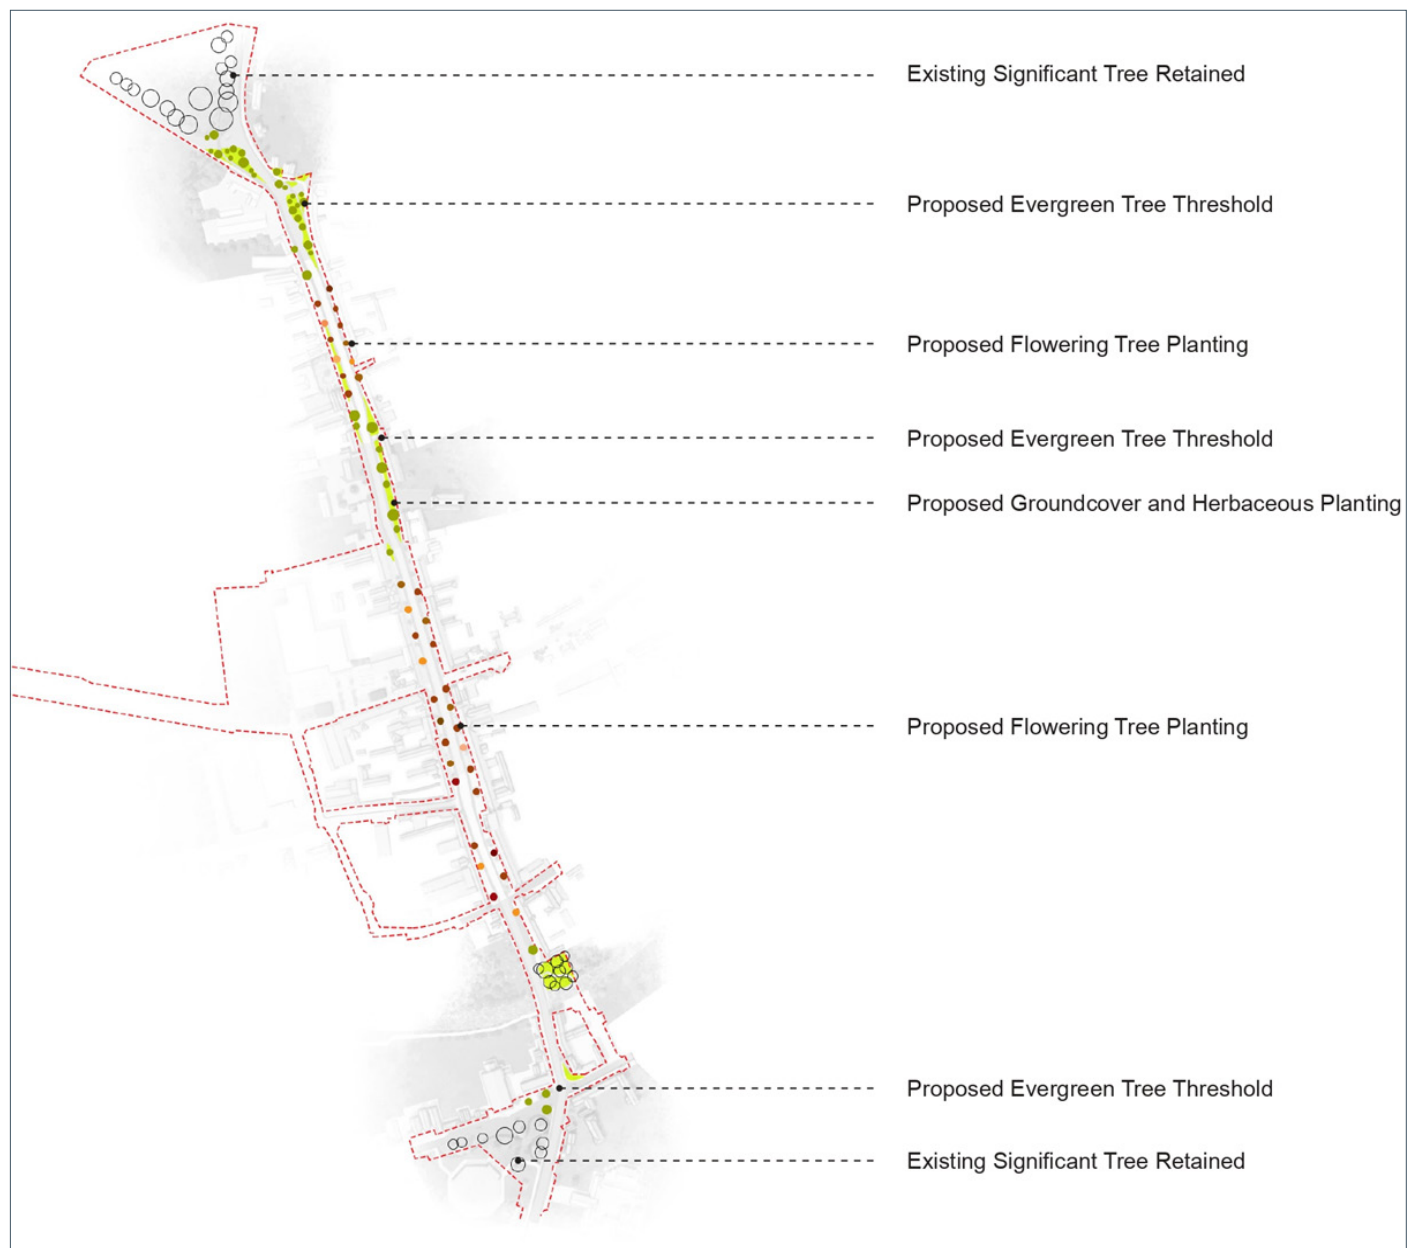 Existing Significant Tree Retained
Proposed Evergreen Tree Threshold
Proposed Flowering Tree Planting
Proposed Evergreen Tree Threshold
Proposed Groundcover and Herbaceous Planting
Proposed Flowering Tree Planting
Proposed Evergreen Tree Threshold
Existing Significant Tree Retained